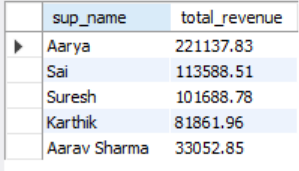 sup_name total_revenue
Aarya 221137.83
Sai 113588.51
Suresh 101688.78
Karthik 81861.96
Aarav Sharma 33052.85